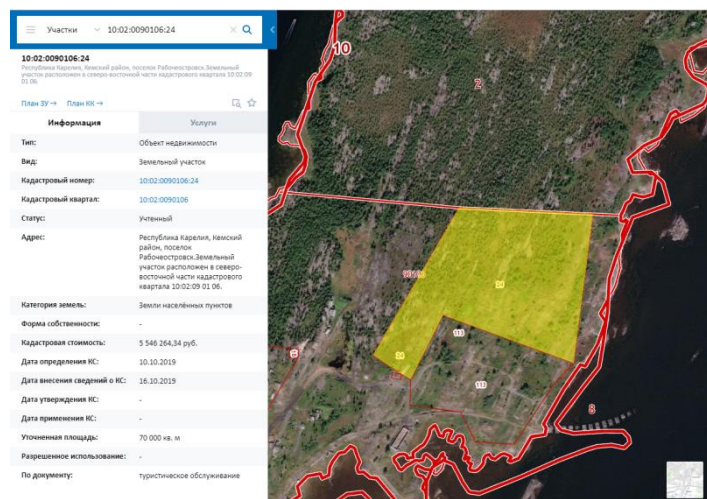 Участки 10:02:0090106:24
10:02:0090106:24
Республика Карелия, Кемский район, поселок Рабочеостровск.Земельный
участок расположен в северо-восточной части кадастрового квартала 10:02:09
01 06.
План ЗУ → План КК →
Информация Услуги
Тип: Объект недвижимости
Вид: Земельный участок
Кадастровый номер: 10:02:0090106:24
Кадастровый квартал: 10:02:0090106
Статус: Учтенный
Адрес: Республика Карелия, Кемский
район, поселок
Рабочеостровск.Земельный
участок расположен в северо-
восточной части кадастрового
квартала 10:02:09 01 06.
Категория земель: Земли населённых пунктов
Форма собственности: -
Кадастровая стоимость: 5 546 264,34 руб.
Дата определения КС: 10.10.2019
Дата внесения сведений о КС: 16.10.2019
Дата утверждения КС: -
Дата применения КС: -
Уточненная площадь: 70 000 кв. м
Разрешенное использование: -
По документу: туристическое обслуживание
10
2
24
113
24
113
8